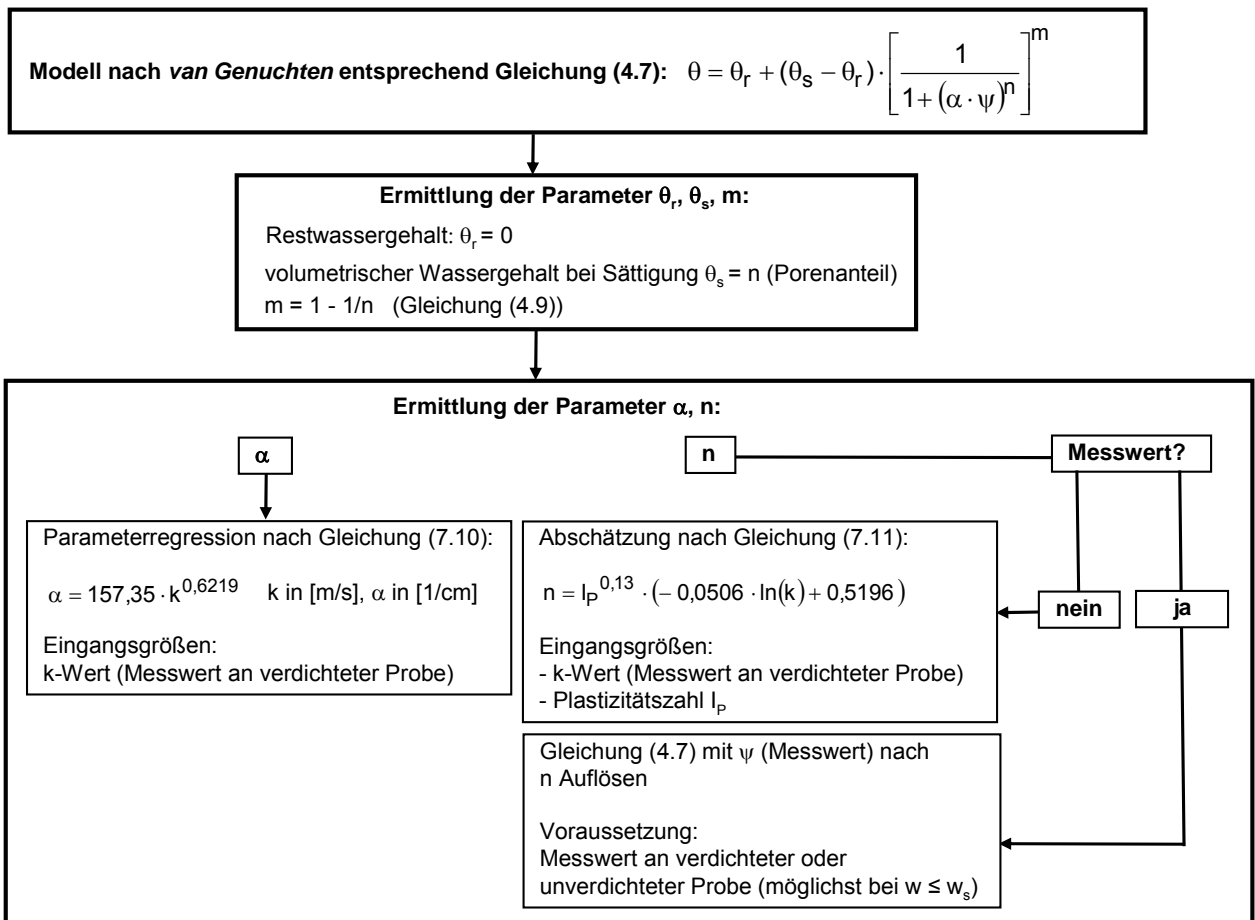 Modell nach van Genuchten entsprechend Gleichung (4.7): θ = θr + (θs − θr) · [1 / (1 + (α · ψ)^n)]^m
Ermittlung der Parameter θr, θs, m:
Restwassergehalt: θr = 0
volumetrischer Wassergehalt bei Sättigung θs = n (Porenanteil)
m = 1 - 1/n (Gleichung (4.9))
Ermittlung der Parameter α, n:
α
n
Messwert?
Parameterregression nach Gleichung (7.10):
α = 157,35 · k^0,6219 k in [m/s], α in [1/cm]
Eingangsgrößen:
k-Wert (Messwert an verdichteter Probe)
Abschätzung nach Gleichung (7.11):
n = IP^0,13 · (− 0,0506 · ln(k) + 0,5196)
Eingangsgrößen:
- k-Wert (Messwert an verdichteter Probe)
- Plastizitätszahl IP
nein
ja
Gleichung (4.7) mit ψ (Messwert) nach
n Auflösen
Voraussetzung:
Messwert an verdichteter oder
unverdichteter Probe (möglichst bei w ≤ ws)